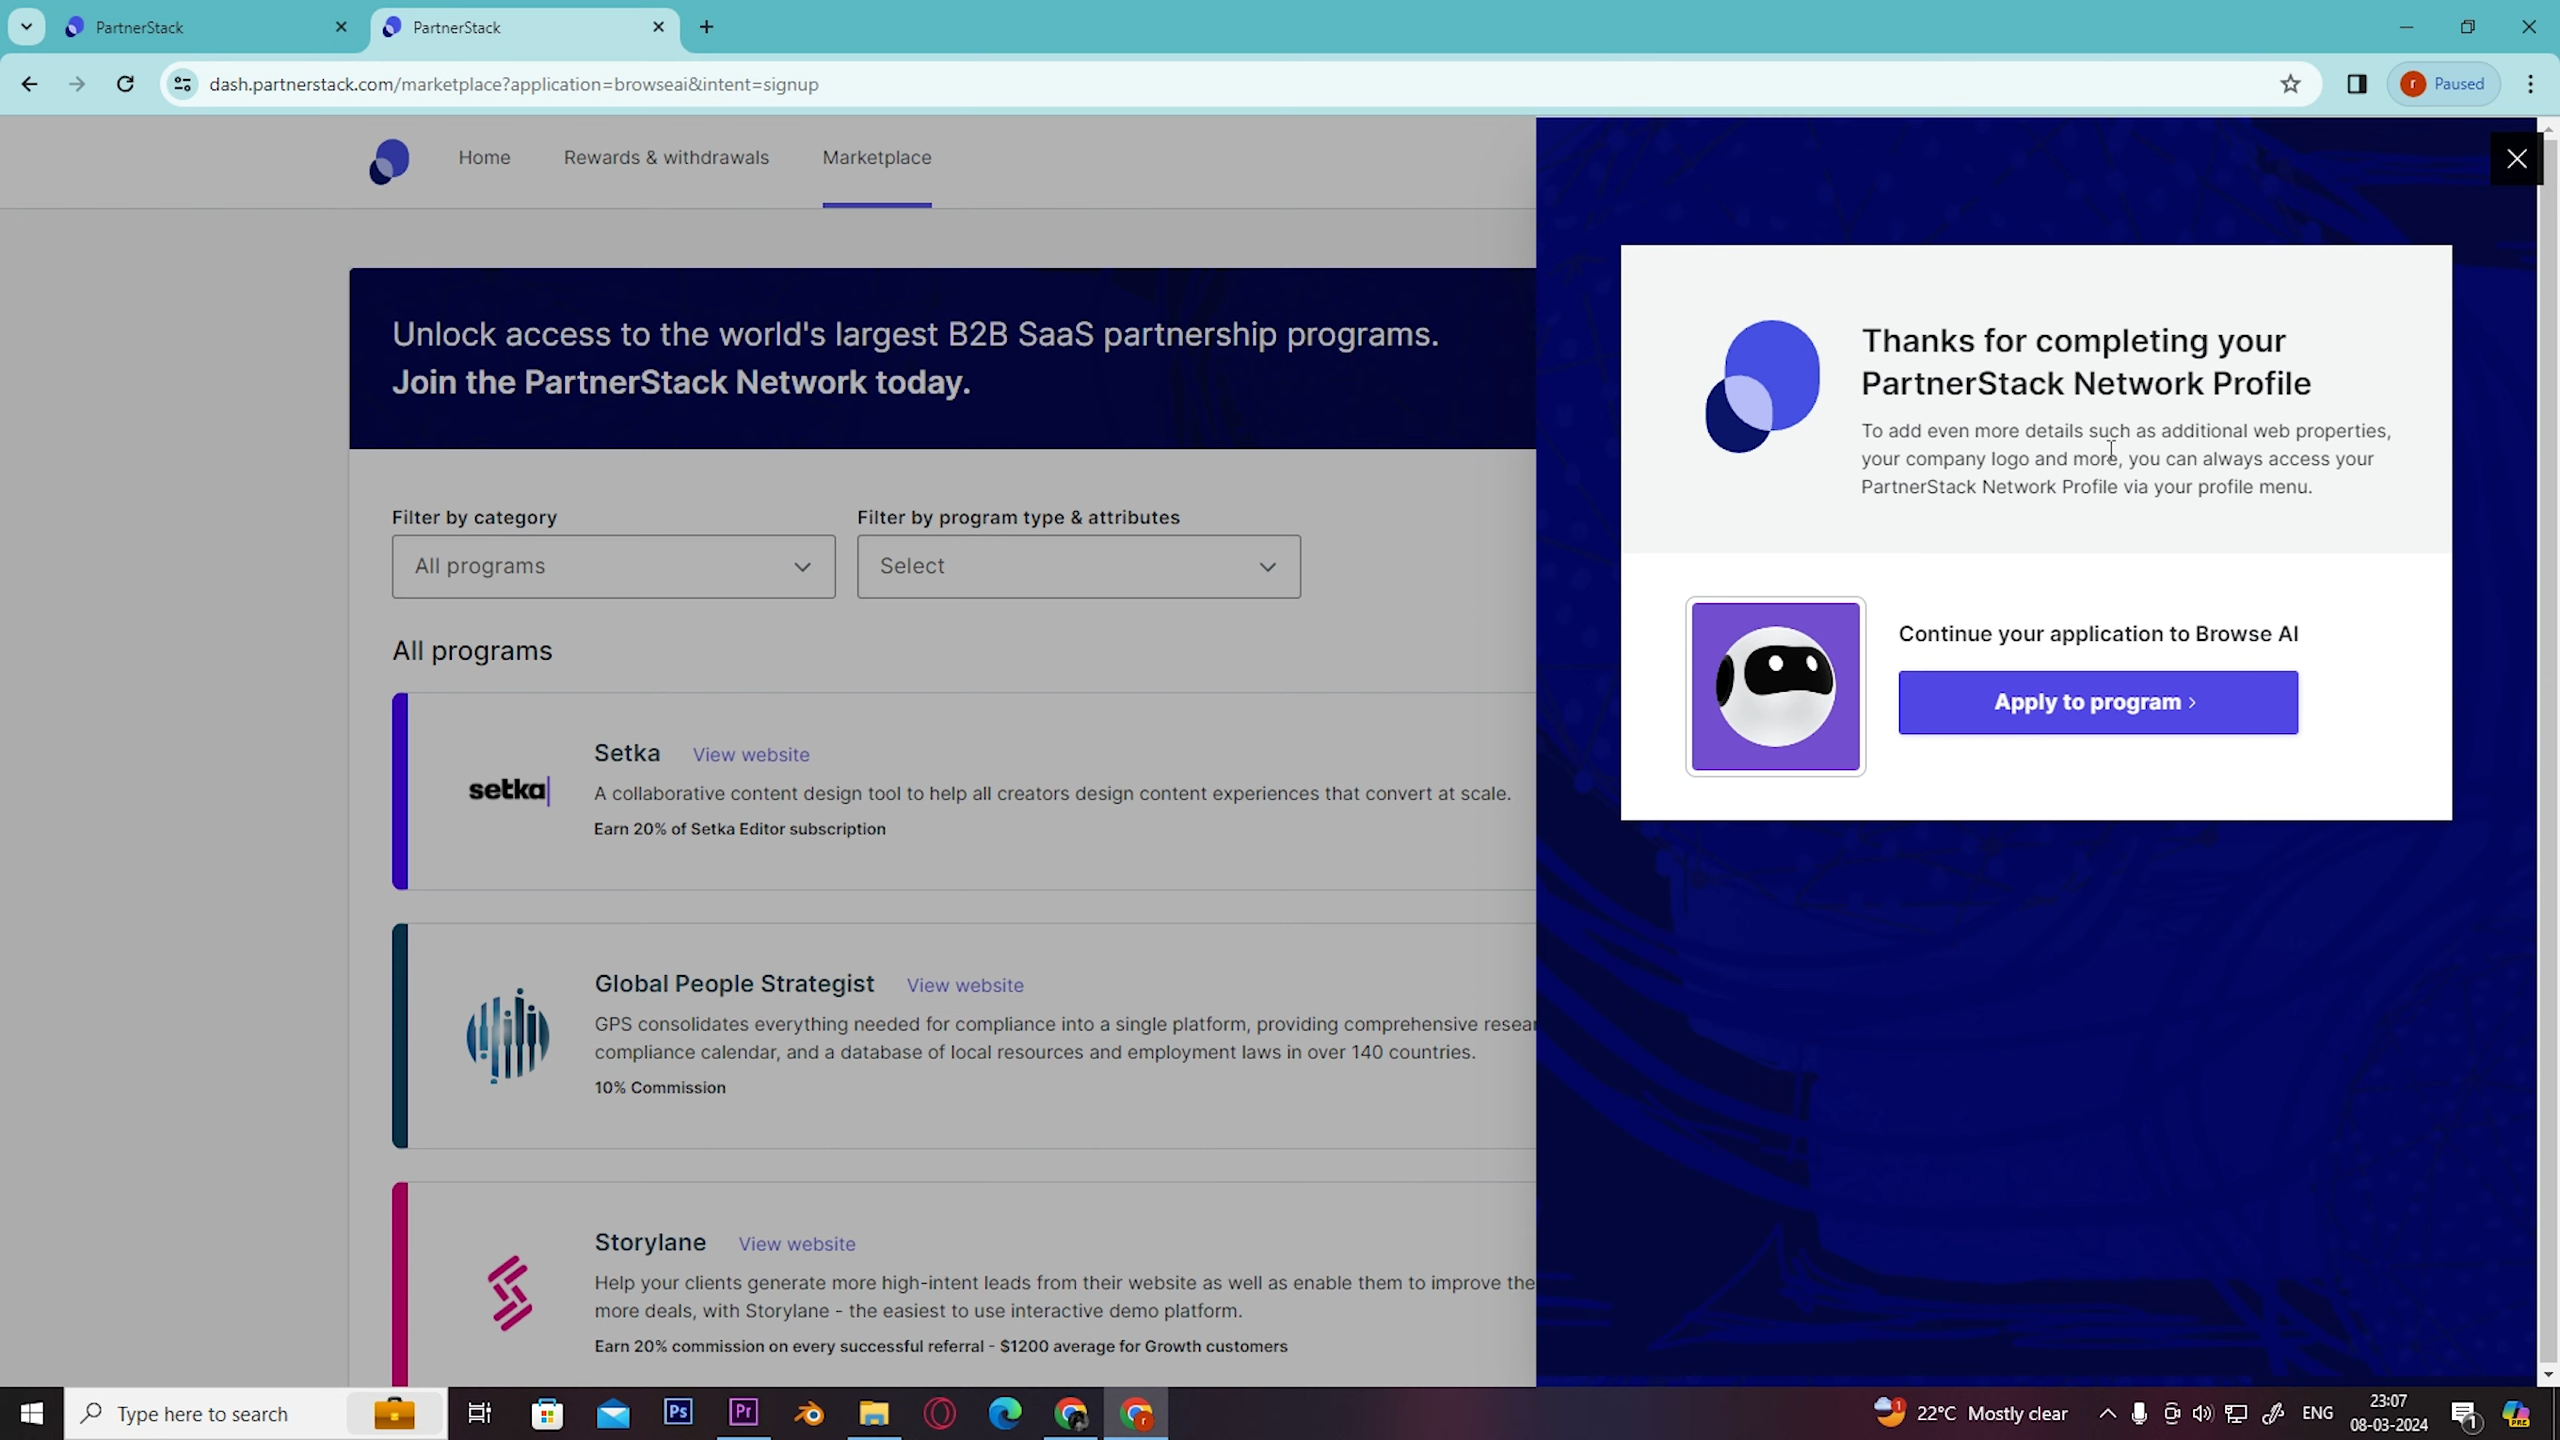 PartnerStack
PartnerStack
dash.partnerstack.com/marketplace?application=browseai&intent=signup
r Paused
Home
Rewards & withdrawals
Marketplace
Unlock access to the world's largest B2B SaaS partnership programs.
Join the PartnerStack Network today.
Filter by category
Filter by program type & attributes
All programs
Select
All programs
setka
Setka View website
A collaborative content design tool to help all creators design content experiences that convert at scale.
Earn 20% of Setka Editor subscription
Global People Strategist View website
GPS consolidates everything needed for compliance into a single platform, providing comprehensive resear
compliance calendar, and a database of local resources and employment laws in over 140 countries.
10% Commission
Storylane View website
Help your clients generate more high-intent leads from their website as well as enable them to improve the
more deals, with Storylane - the easiest to use interactive demo platform.
Earn 20% commission on every successful referral - $1200 average for Growth customers
Thanks for completing your
PartnerStack Network Profile
To add even more details such as additional web properties,
your company logo and more, you can always access your
PartnerStack Network Profile via your profile menu.
Continue your application to Browse AI
Apply to program ›
Type here to search
Ps
Pr
r
1
22°C Mostly clear
ENG
23:07
08-03-2024
1
PRE